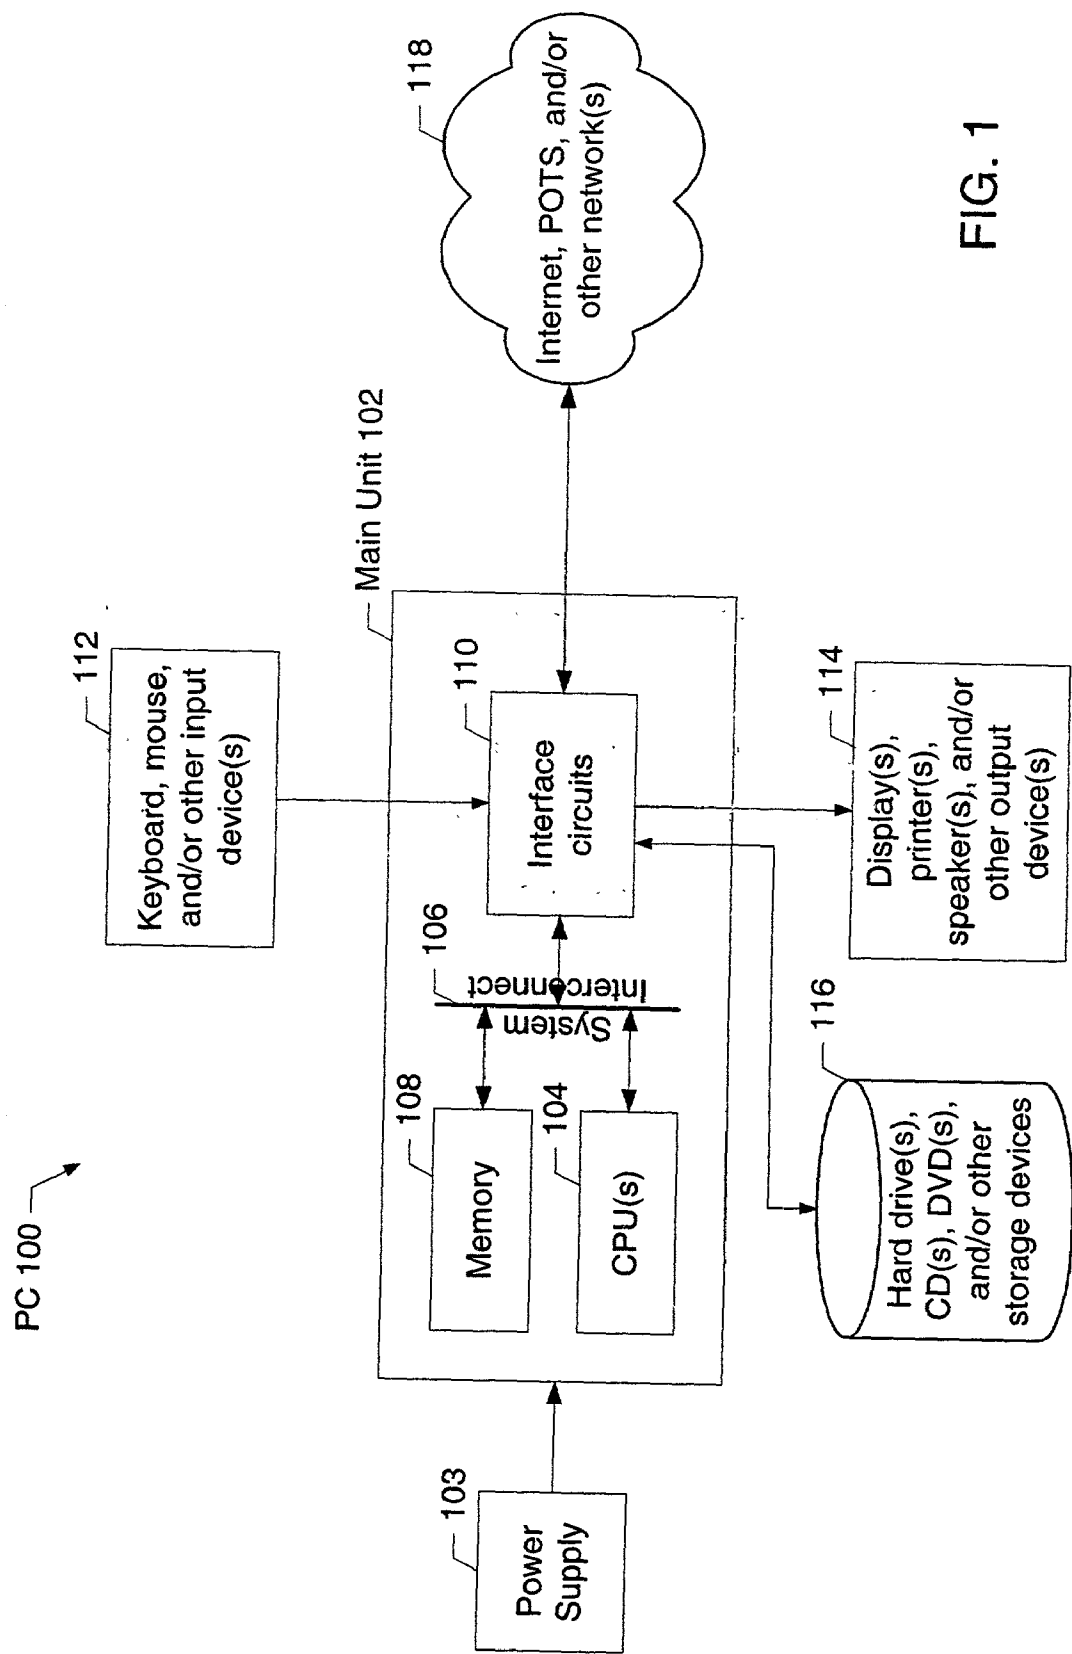 PC 100
112
Keyboard, mouse,
and/or other input
device(s)
Main Unit 102
118
Internet, POTS, and/or
other network(s)
103
Power
Supply
108
Memory
104
CPU(s)
106
System
Interconnect
110
Interface
circuits
116
Hard drive(s),
CD(s), DVD(s),
and/or other
storage devices
114
Display(s),
printer(s),
speaker(s), and/or
other output
device(s)
FIG. 1